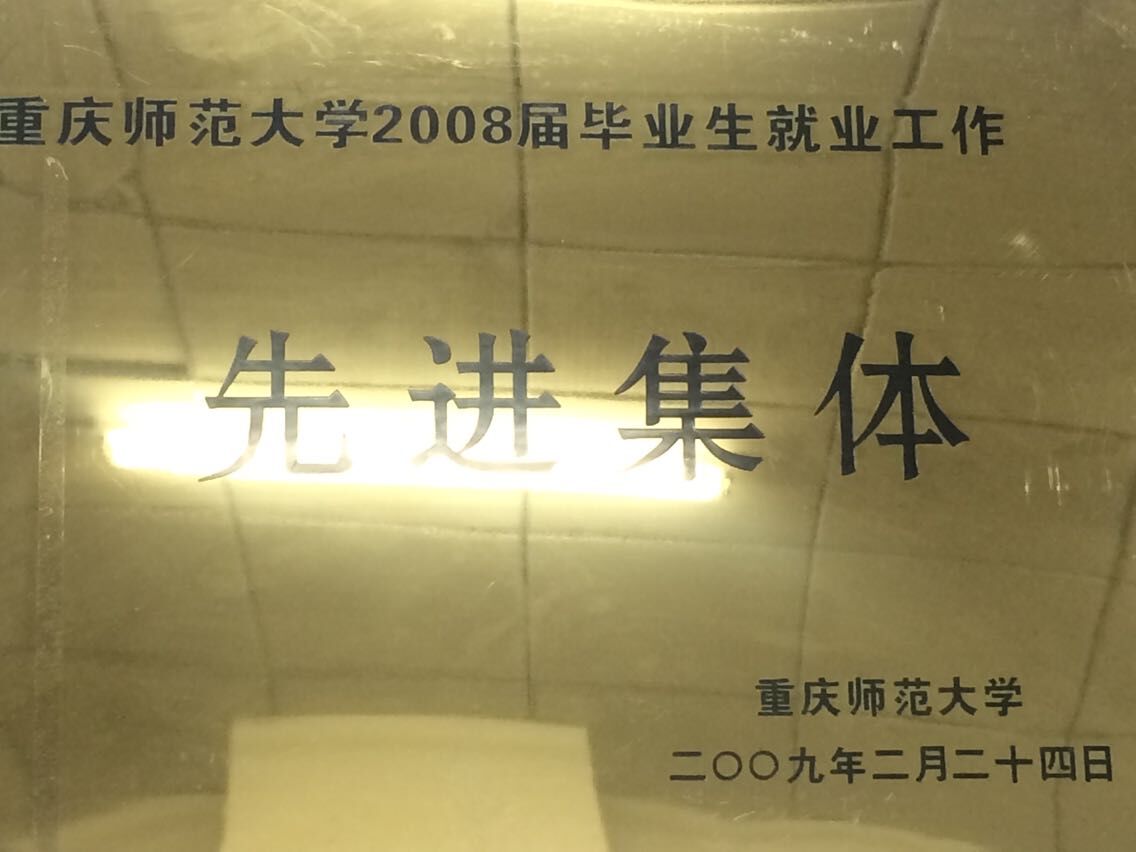 重庆师范大学2008届毕业生就业工作
先进集体
重庆师范大学
二〇〇九年二月二十四日